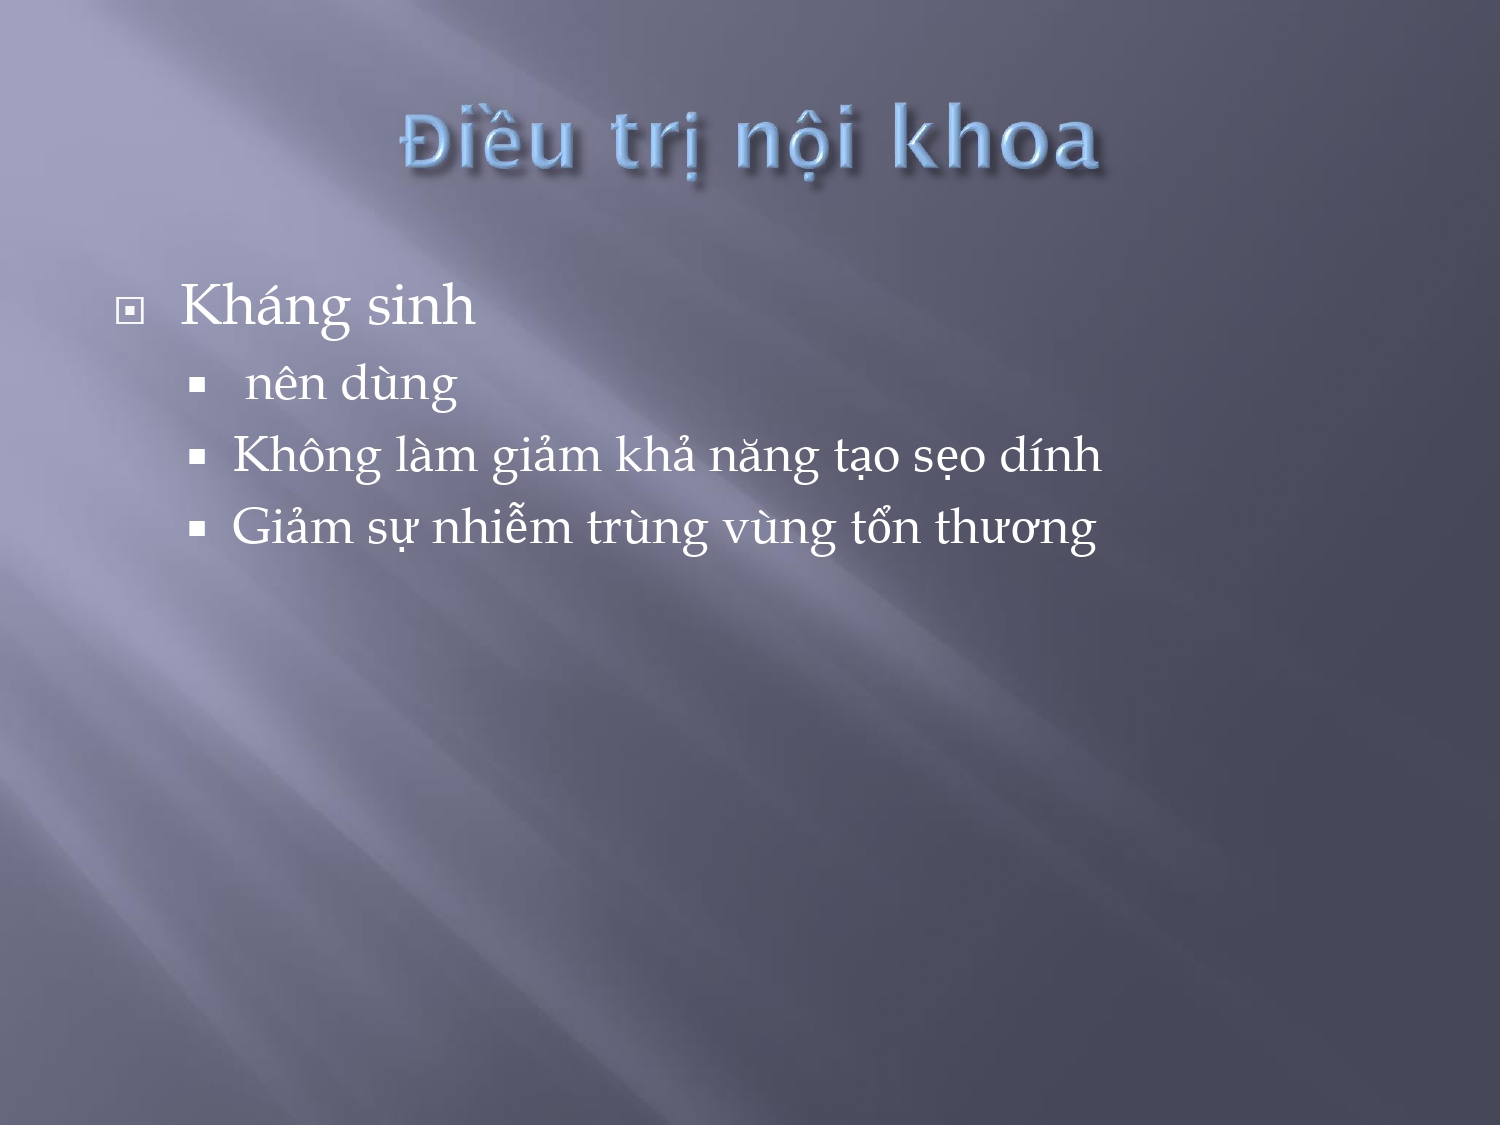 Điều trị nội khoa
Kháng sinh
nên dùng
Không làm giảm khả năng tạo sẹo dính
Giảm sự nhiễm trùng vùng tổn thương